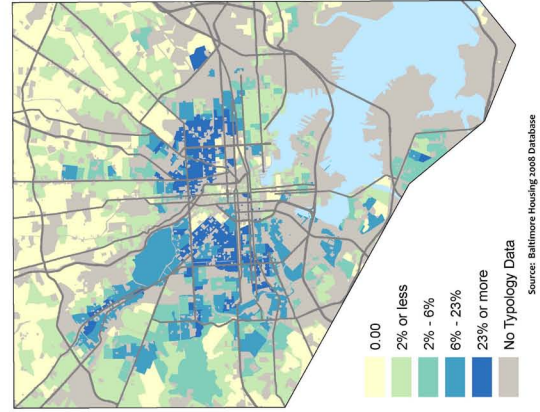 0.00
2% or less
2% - 6%
6% - 23%
23% or more
No Typology Data
Source: Baltimore Housing 2008 Database